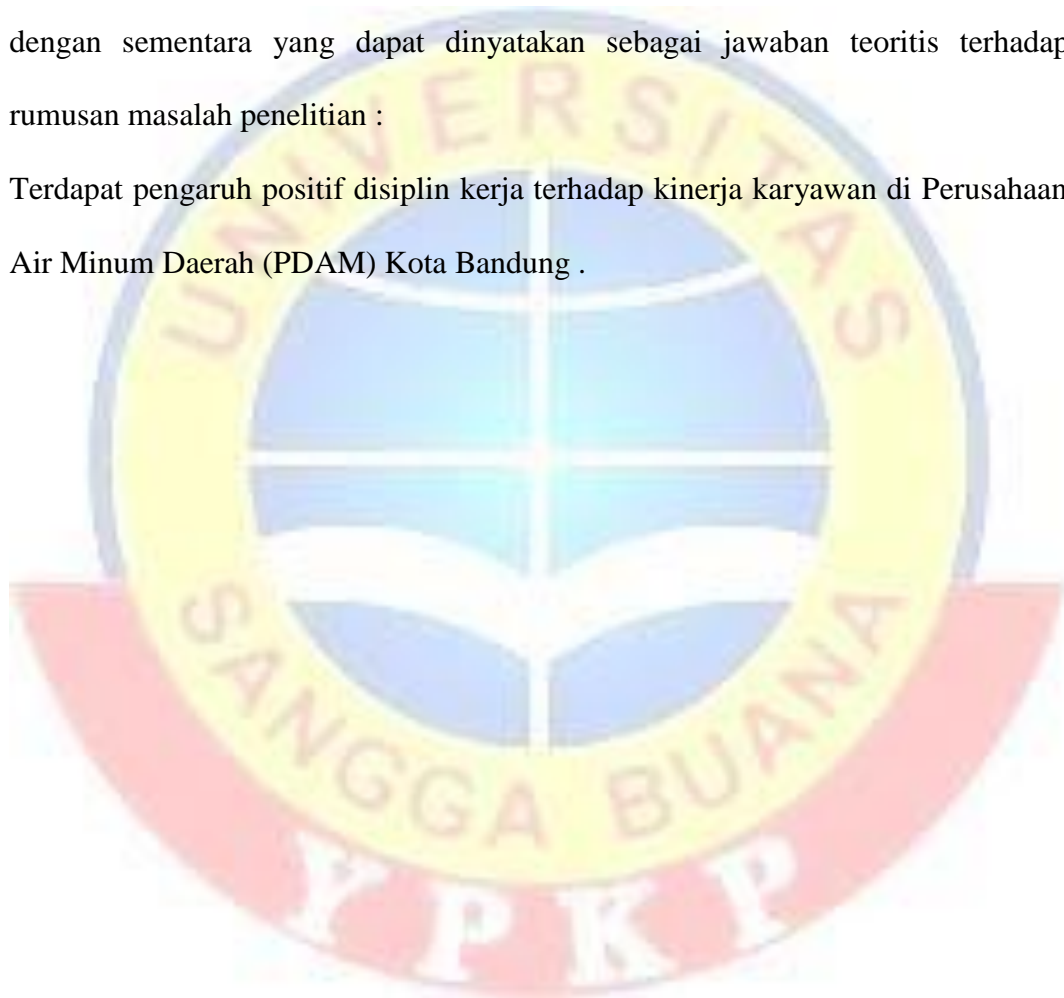 dengan sementara yang dapat dinyatakan sebagai jawaban teoritis terhadap
rumusan masalah penelitian :
Terdapat pengaruh positif disiplin kerja terhadap kinerja karyawan di Perusahaan
Air Minum Daerah (PDAM) Kota Bandung .
UNIVERSITAS
SANGGA BUANA
YPKP